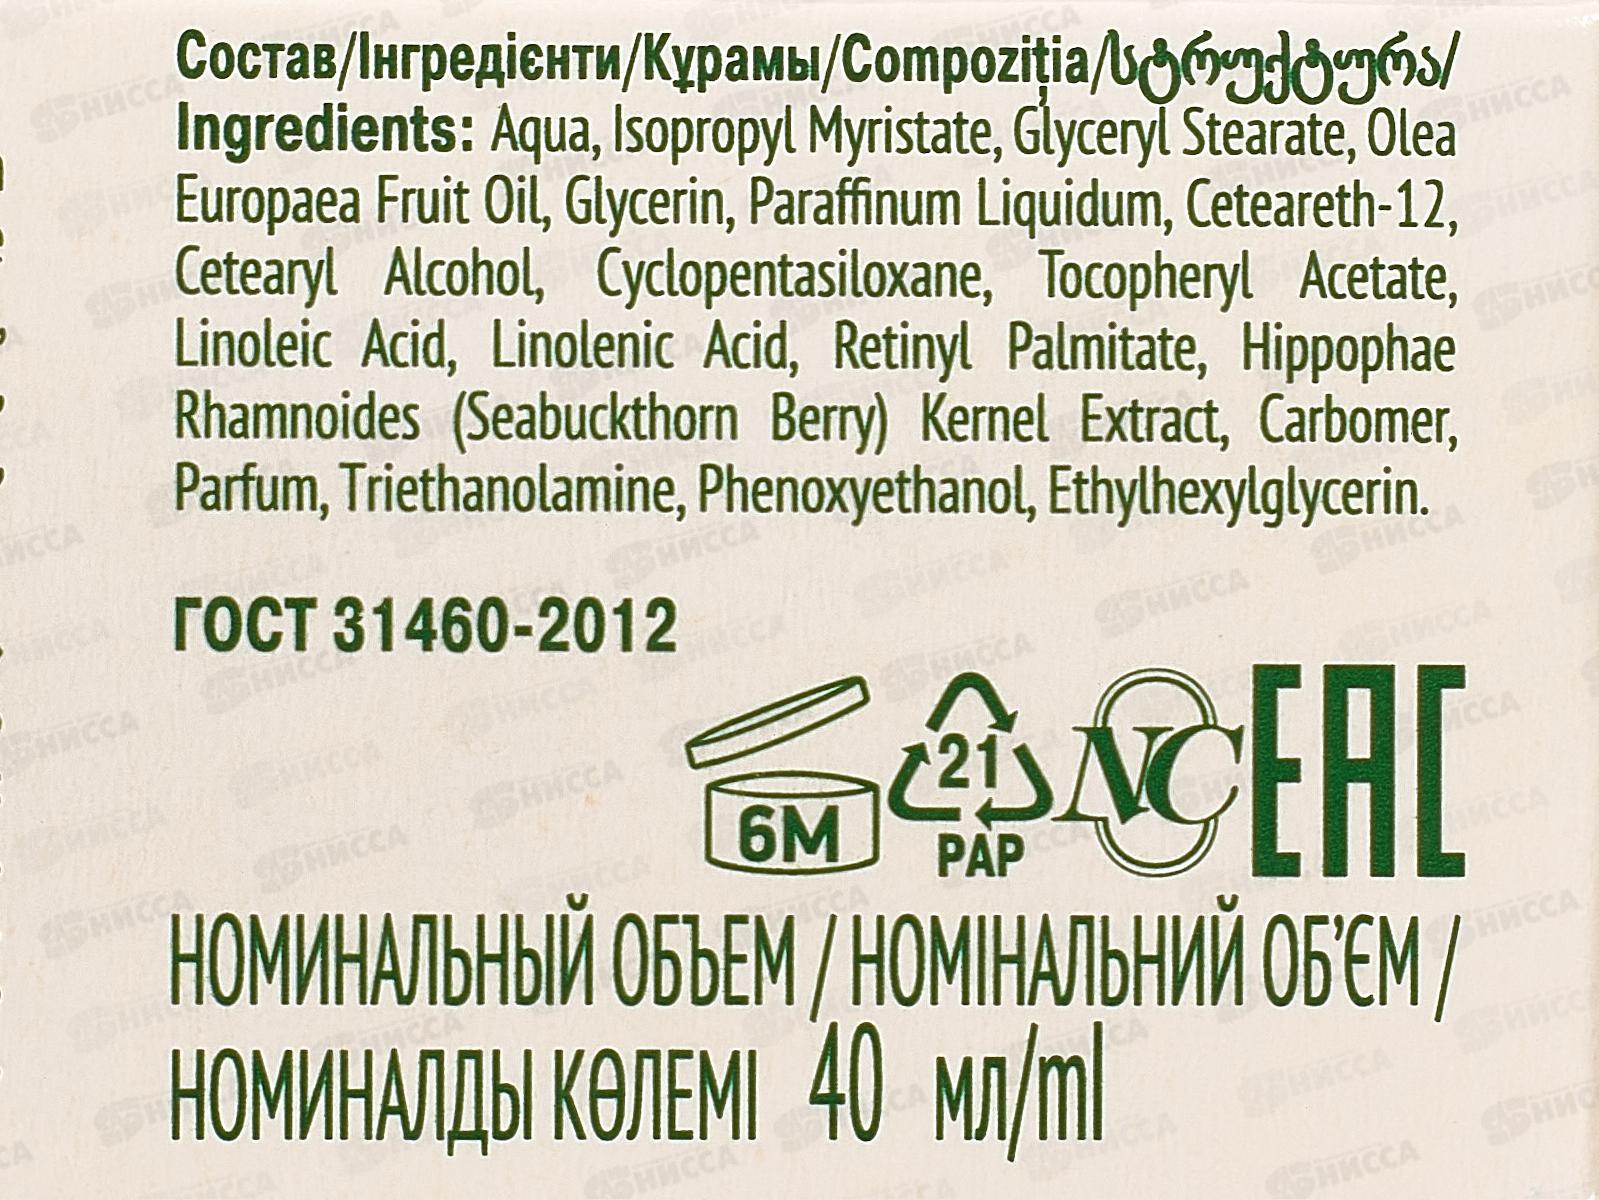 Состав/Інгредієнти/Құрамы/Compoziția/სტრუქტურა/
Ingredients: Aqua, Isopropyl Myristate, Glyceryl Stearate, Olea
Europaea Fruit Oil, Glycerin, Paraffinum Liquidum, Ceteareth-12,
Cetearyl Alcohol, Cyclopentasiloxane, Tocopheryl Acetate,
Linoleic Acid, Linolenic Acid, Retinyl Palmitate, Hippophae
Rhamnoides (Seabuckthorn Berry) Kernel Extract, Carbomer,
Parfum, Triethanolamine, Phenoxyethanol, Ethylhexylglycerin.
ГОСТ 31460-2012
6M
21
PAP
NC
EAC
НОМИНАЛЬНЫЙ ОБЪЕМ / НОМІНАЛЬНИЙ ОБ’ЄМ /
НОМИНАЛДЫ КӨЛЕМІ 40 мл/ml
НИССА